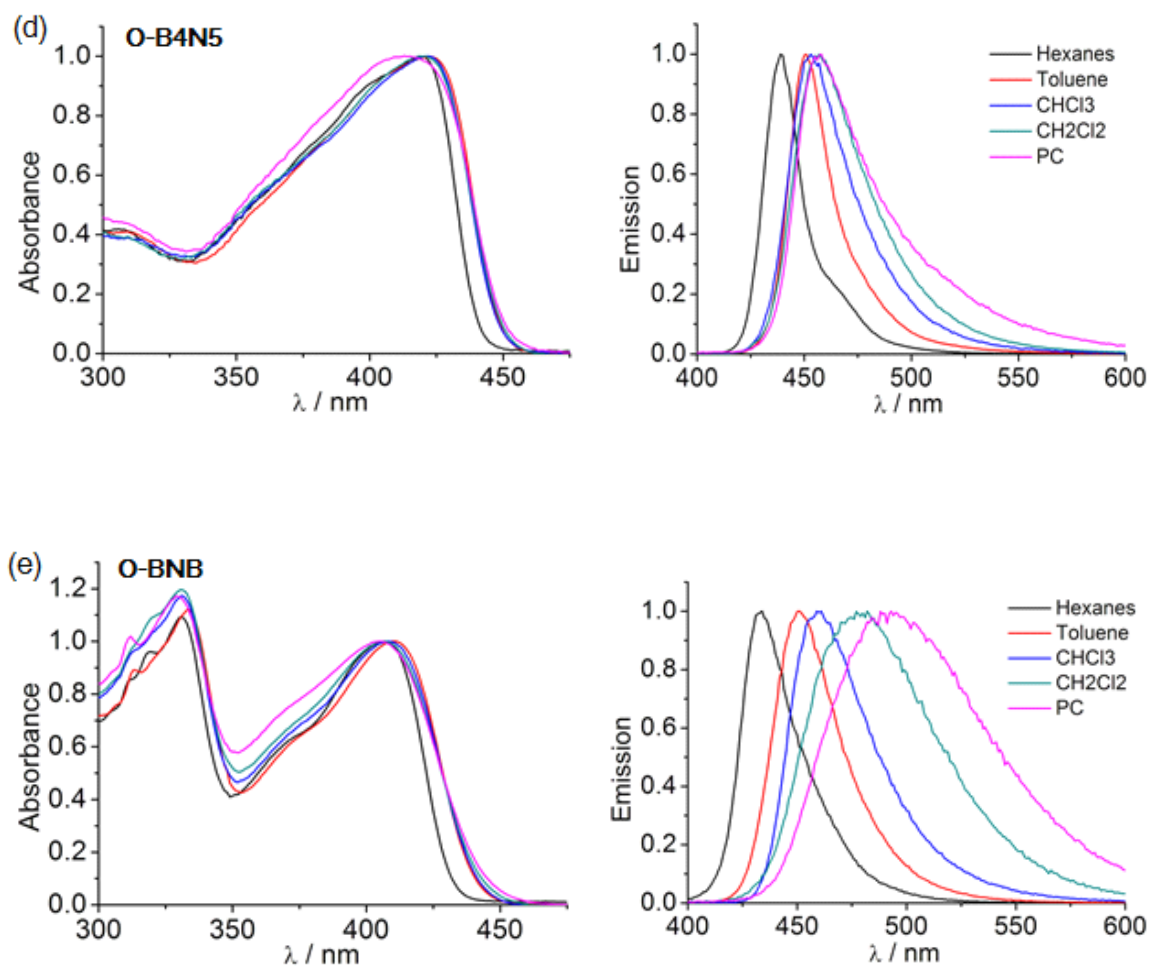 (d)
O-B4N5
Absorbance
1.0
0.8
0.6
0.4
0.2
0.0
300
350
400
450
λ / nm
Emission
1.0
0.8
0.6
0.4
0.2
0.0
400
450
500
550
600
λ / nm
Hexanes
Toluene
CHCl3
CH2Cl2
PC
(e)
O-BNB
Absorbance
1.2
1.0
0.8
0.6
0.4
0.2
0.0
300
350
400
450
λ / nm
Emission
1.0
0.8
0.6
0.4
0.2
0.0
400
450
500
550
600
λ / nm
Hexanes
Toluene
CHCl3
CH2Cl2
PC